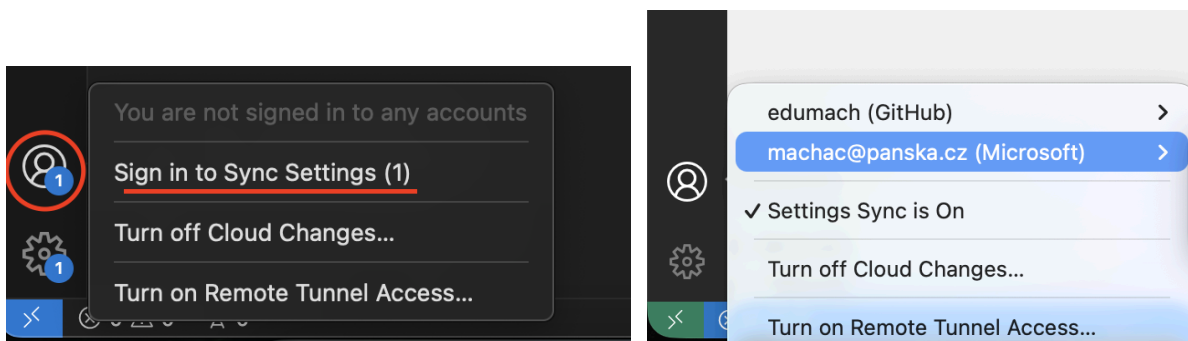 You are not signed in to any accounts
Sign in to Sync Settings (1)
1
Turn off Cloud Changes...
1
Turn on Remote Tunnel Access...
edumach (GitHub)
machac@panska.cz (Microsoft)
Settings Sync is On
Turn off Cloud Changes...
Turn on Remote Tunnel Access...